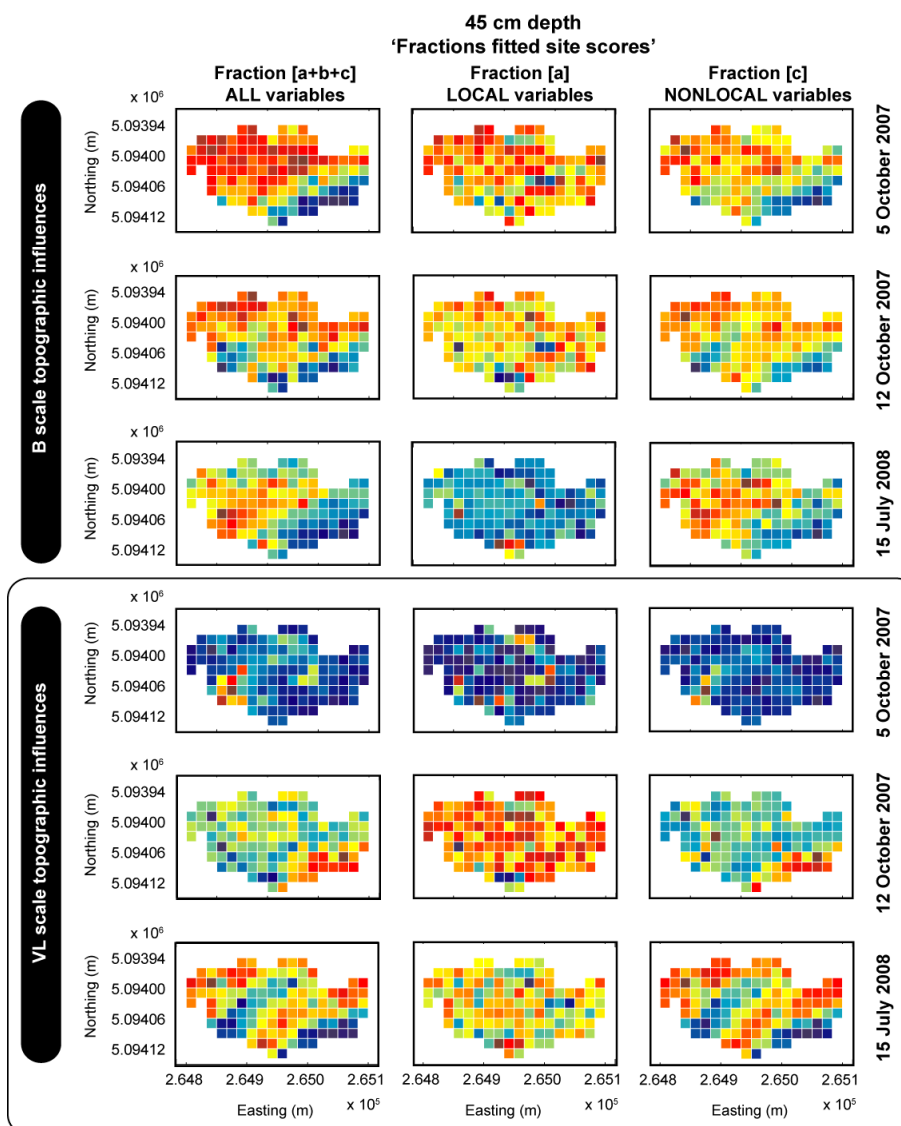 45 cm depth
‘Fractions fitted site scores’
Fraction [a+b+c]
ALL variables
Fraction [a]
LOCAL variables
Fraction [c]
NONLOCAL variables
B scale topographic influences
x 10⁶
Northing (m)
5.09394
5.09400
5.09406
5.09412
5 October 2007
x 10⁶
Northing (m)
5.09394
5.09400
5.09406
5.09412
12 October 2007
x 10⁶
Northing (m)
5.09394
5.09400
5.09406
5.09412
15 July 2008
VL scale topographic influences
x 10⁶
Northing (m)
5.09394
5.09400
5.09406
5.09412
5 October 2007
x 10⁶
Northing (m)
5.09394
5.09400
5.09406
5.09412
12 October 2007
x 10⁶
Northing (m)
5.09394
5.09400
5.09406
5.09412
15 July 2008
2.648 2.649 2.650 2.651
Easting (m) x 10⁵
2.648 2.649 2.650 2.651
Easting (m) x 10⁵
2.648 2.649 2.650 2.651
Easting (m) x 10⁵